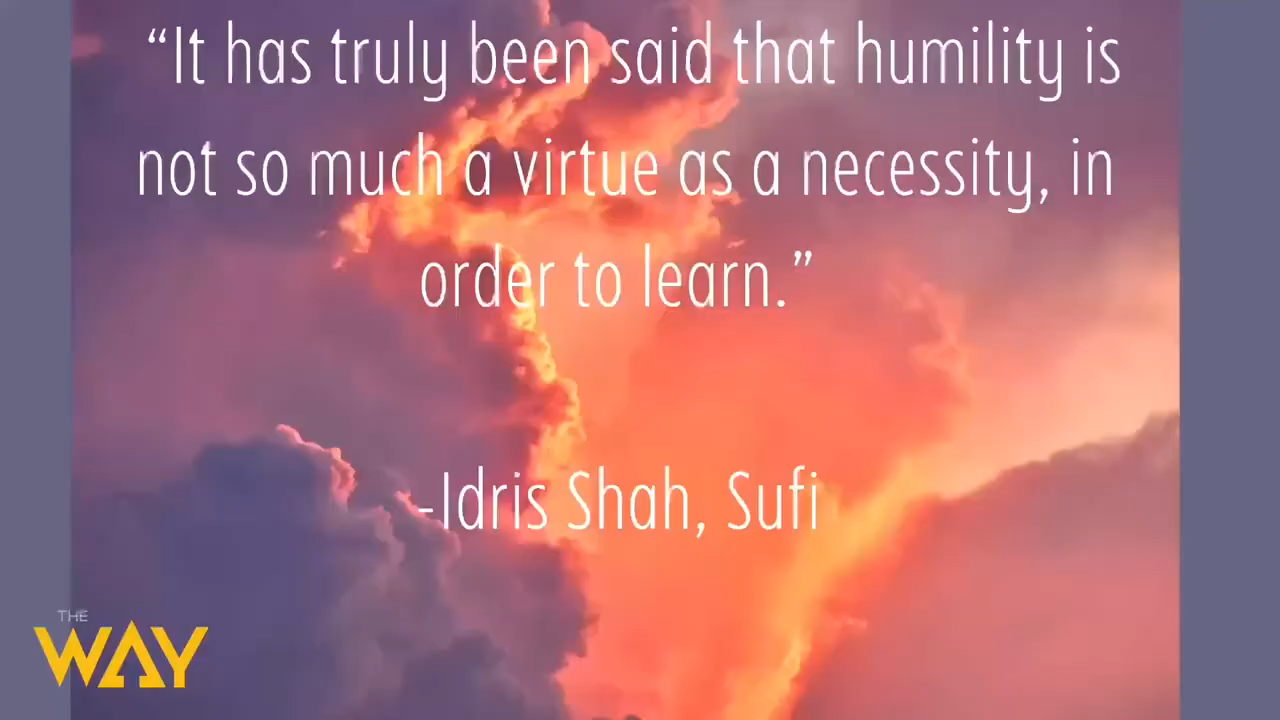 “It has truly been said that humility is
not so much a virtue as a necessity, in
order to learn.”
-Idris Shah, Sufi
THE
WAY